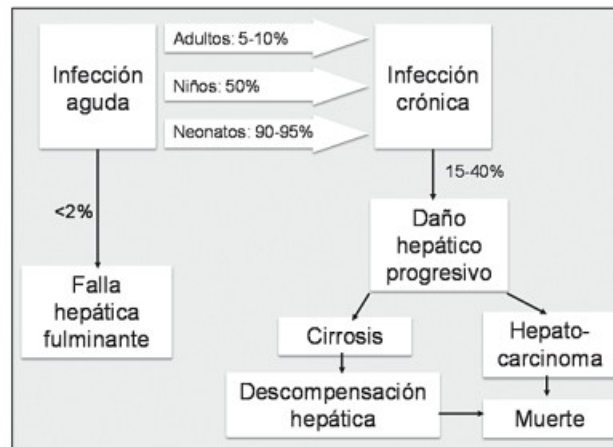 Infección
aguda
Adultos: 5-10%
Niños: 50%
Neonatos: 90-95%
Infección
crónica
<2%
15-40%
Falla
hepática
fulminante
Daño
hepático
progresivo
Cirrosis
Hepato-
carcinoma
Descompensación
hepática
Muerte